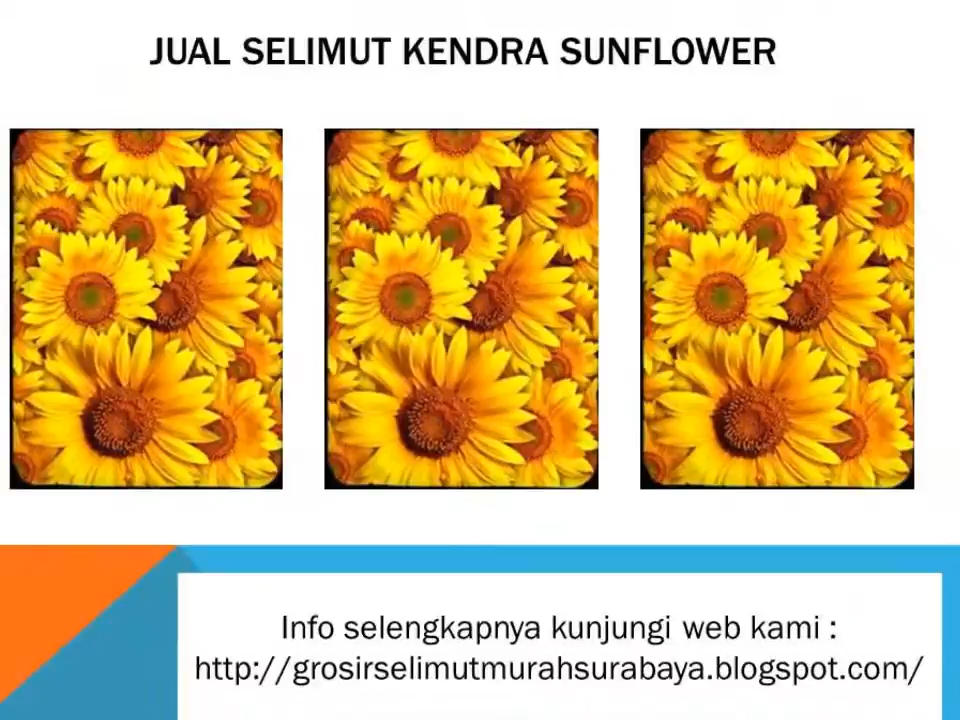 JUAL SELIMUT KENDRA SUNFLOWER
Info selengkapnya kunjungi web kami :
http://grosirselimutmurahsurabaya.blogspot.com/